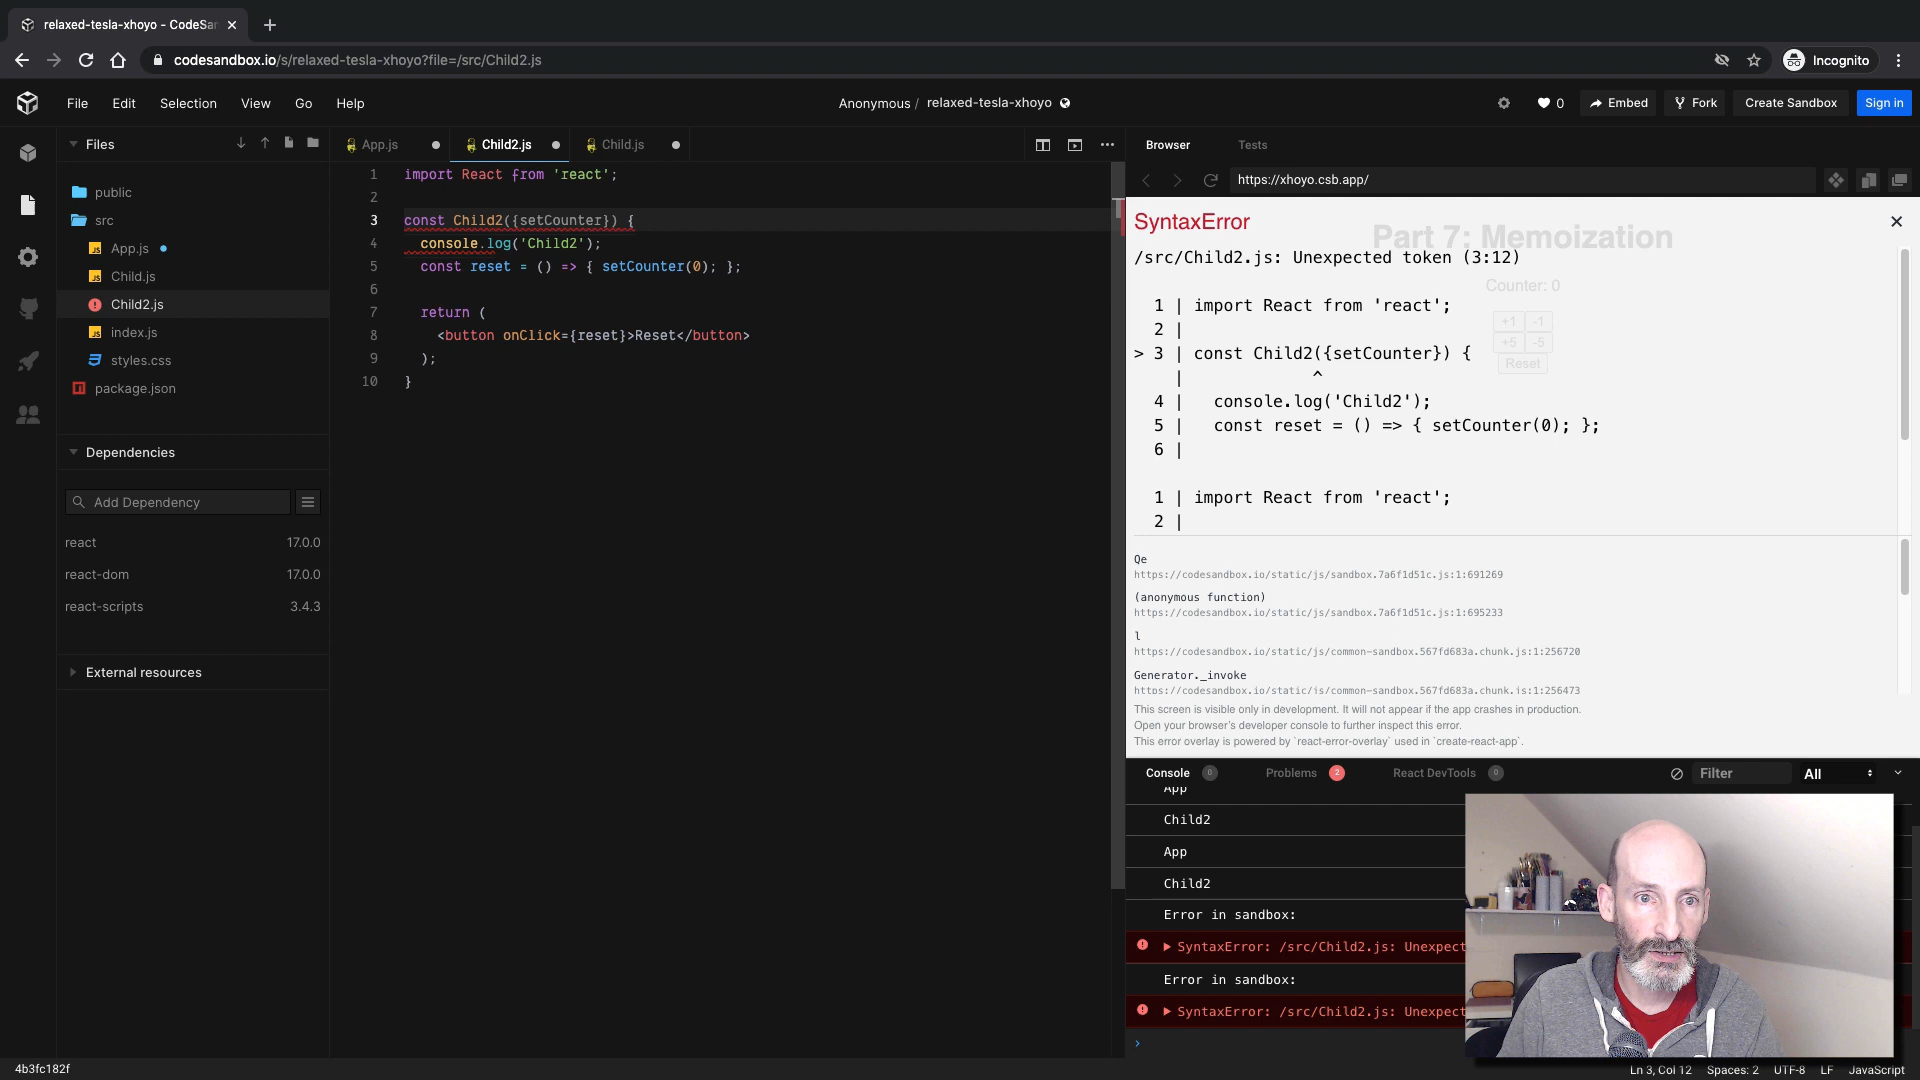 relaxed-tesla-xhoyo - CodeSan
codesandbox.io/s/relaxed-tesla-xhoyo?file=/src/Child2.js
Incognito
File Edit Selection View Go Help
Anonymous / relaxed-tesla-xhoyo
0
Embed
Fork
Create Sandbox
Sign in
Files
public
src
App.js
Child.js
Child2.js
index.js
styles.css
package.json
Dependencies
Add Dependency
react 17.0.0
react-dom 17.0.0
react-scripts 3.4.3
External resources
4b3fc182f
App.js Child2.js Child.js
1 import React from 'react';
2
3 const Child2({setCounter}) {
4 console.log('Child2');
5 const reset = () => { setCounter(0); };
6
7 return (
8 <button onClick={reset}>Reset</button>
9 );
10 }
Browser Tests
https://xhoyo.csb.app/
SyntaxError
Part 7: Memoization
/src/Child2.js: Unexpected token (3:12)
Counter: 0
+1 -1
+5 -5
Reset
1 | import React from 'react';
2 |
> 3 | const Child2({setCounter}) {
| ^
4 | console.log('Child2');
5 | const reset = () => { setCounter(0); };
6 |
1 | import React from 'react';
2 |
Qe
https://codesandbox.io/static/js/sandbox.7a6f1d51c.js:1:691269
(anonymous function)
https://codesandbox.io/static/js/sandbox.7a6f1d51c.js:1:695233
l
https://codesandbox.io/static/js/common-sandbox.567fd683a.chunk.js:1:256720
Generator._invoke
https://codesandbox.io/static/js/common-sandbox.567fd683a.chunk.js:1:256473
This screen is visible only in development. It will not appear if the app crashes in production.
Open your browser's developer console to further inspect this error.
This error overlay is powered by `react-error-overlay` used in `create-react-app`.
Console 0 Problems 2 React DevTools 0 Filter All
App
Child2
App
Child2
Error in sandbox:
SyntaxError: /src/Child2.js: Unexpect
Error in sandbox:
SyntaxError: /src/Child2.js: Unexpect
Ln 3, Col 12 Spaces: 2 UTF-8 LF JavaScript